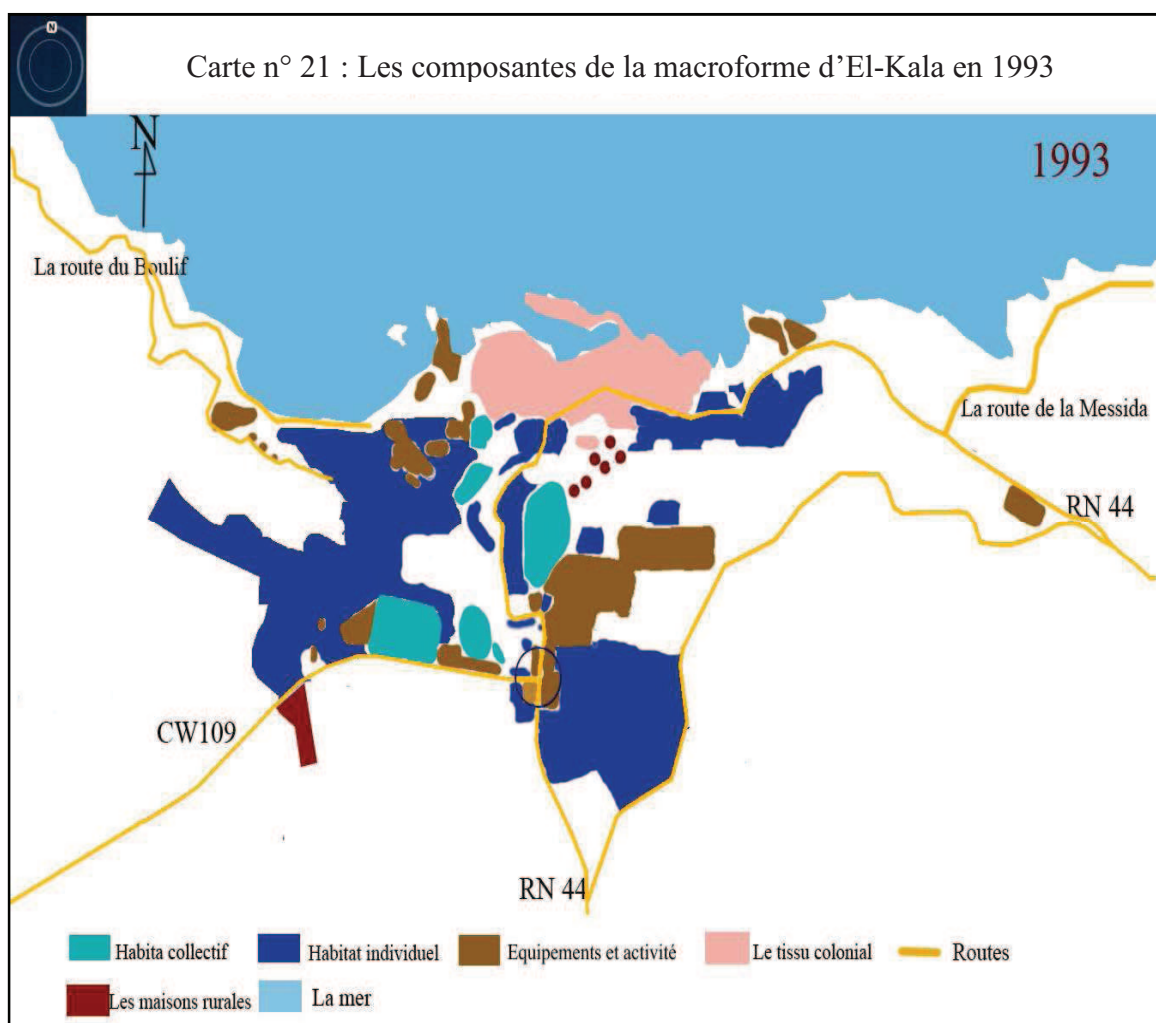 N
Carte n° 21 : Les composantes de la macroforme d’El-Kala en 1993
N
1993
La route du Boulif
La route de la Messida
RN 44
CW109
RN 44
Habita collectif
Habitat individuel
Equipements et activité
Le tissu colonial
Routes
Les maisons rurales
La mer